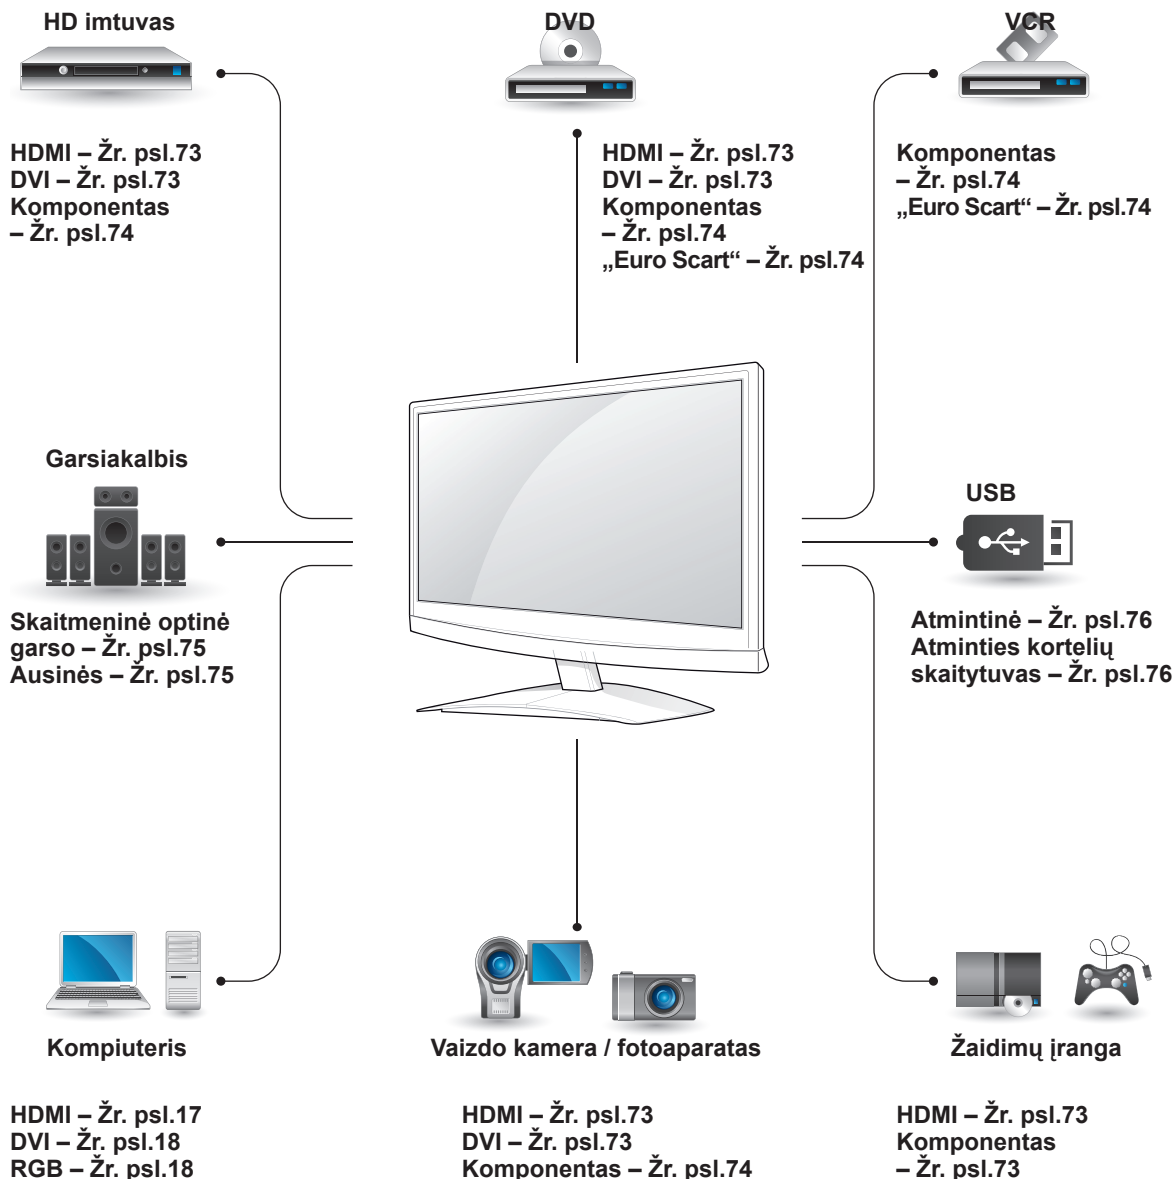 HD imtuvas
HDMI – Žr. psl.73
DVI – Žr. psl.73
Komponentas
– Žr. psl.74
DVD
HDMI – Žr. psl.73
DVI – Žr. psl.73
Komponentas
– Žr. psl.74
„Euro Scart“ – Žr. psl.74
VCR
Komponentas
– Žr. psl.74
„Euro Scart“ – Žr. psl.74
Garsiakalbis
Skaitmeninė optinė
garso – Žr. psl.75
Ausinės – Žr. psl.75
USB
Atmintinė – Žr. psl.76
Atminties kortelių
skaitytuvas – Žr. psl.76
Kompiuteris
HDMI – Žr. psl.17
DVI – Žr. psl.18
RGB – Žr. psl.18
Vaizdo kamera / fotoaparatas
HDMI – Žr. psl.73
DVI – Žr. psl.73
Komponentas – Žr. psl.74
Žaidimų įranga
HDMI – Žr. psl.73
Komponentas
– Žr. psl.73